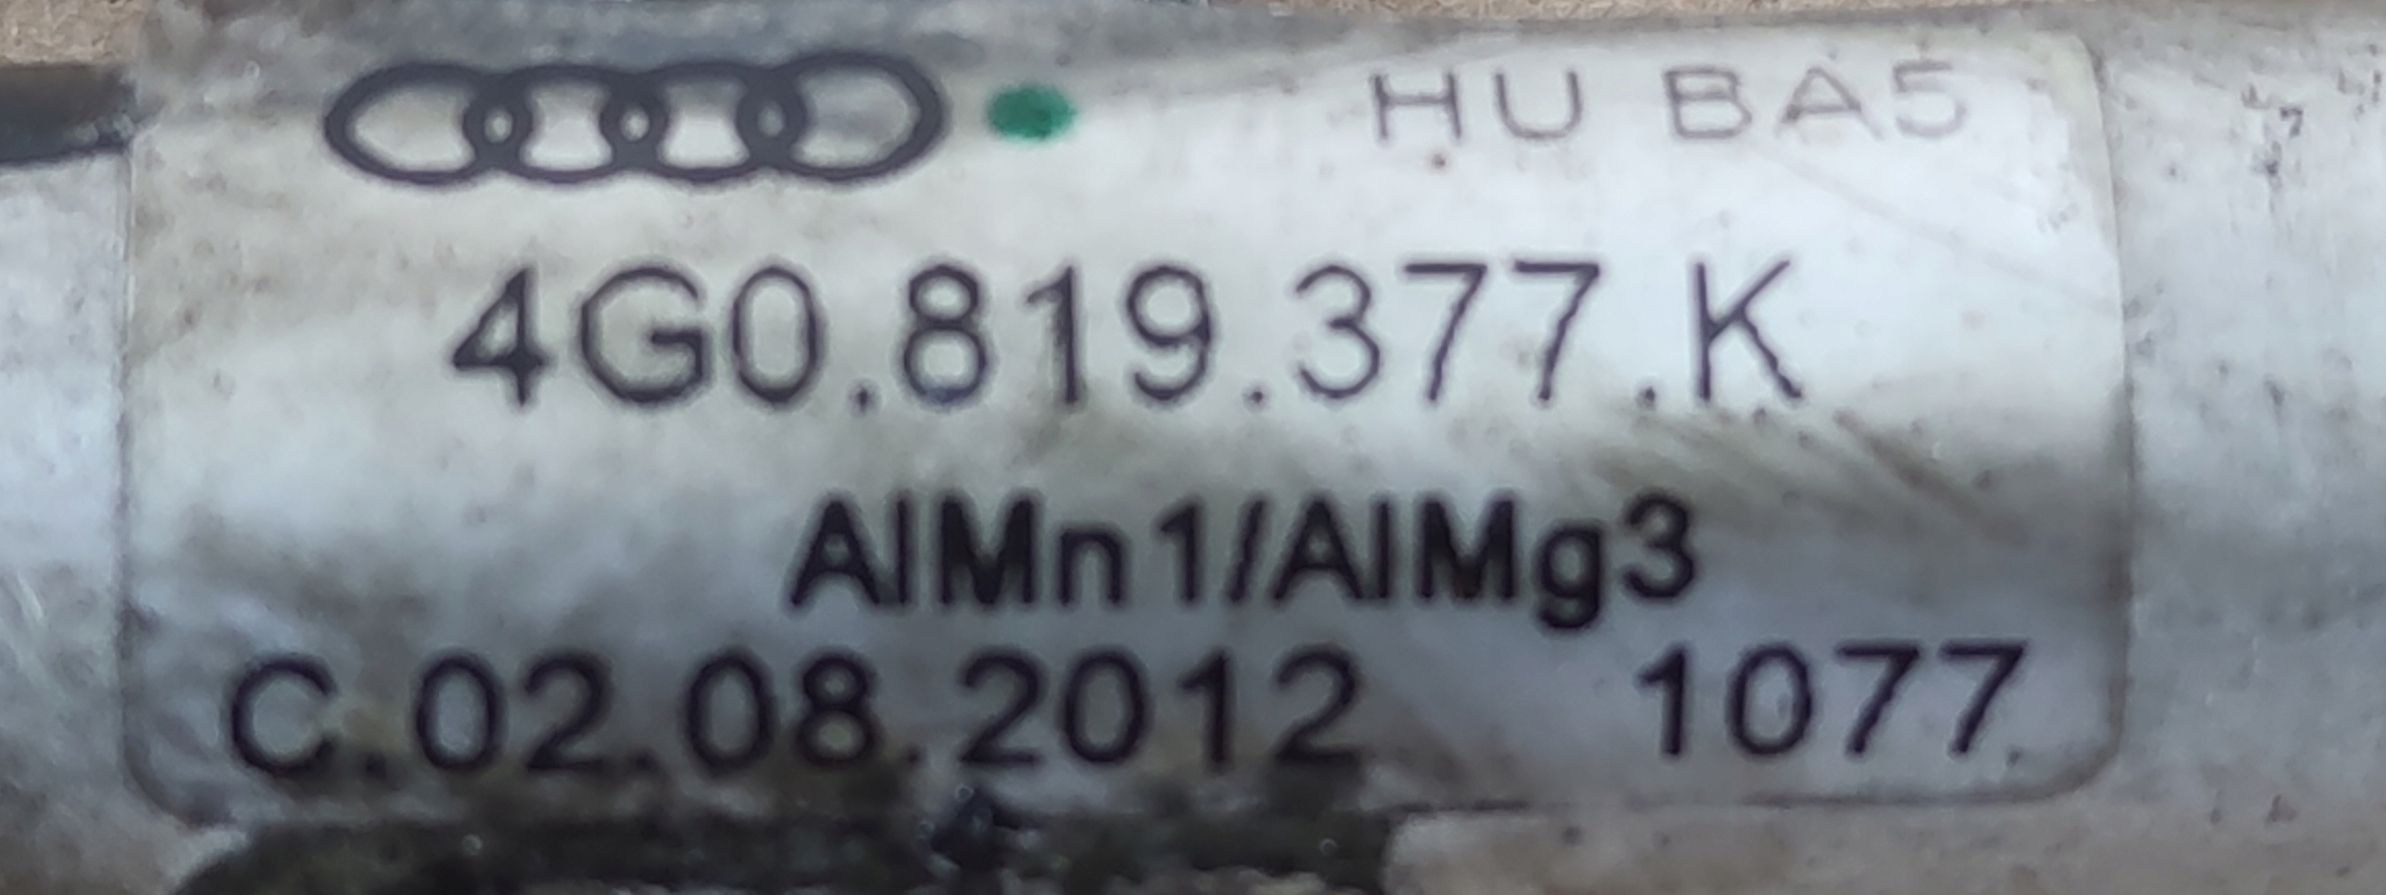 HU BA5
4G0.819.377.K
AlMn1/AlMg3
C.02.08.2012 1077